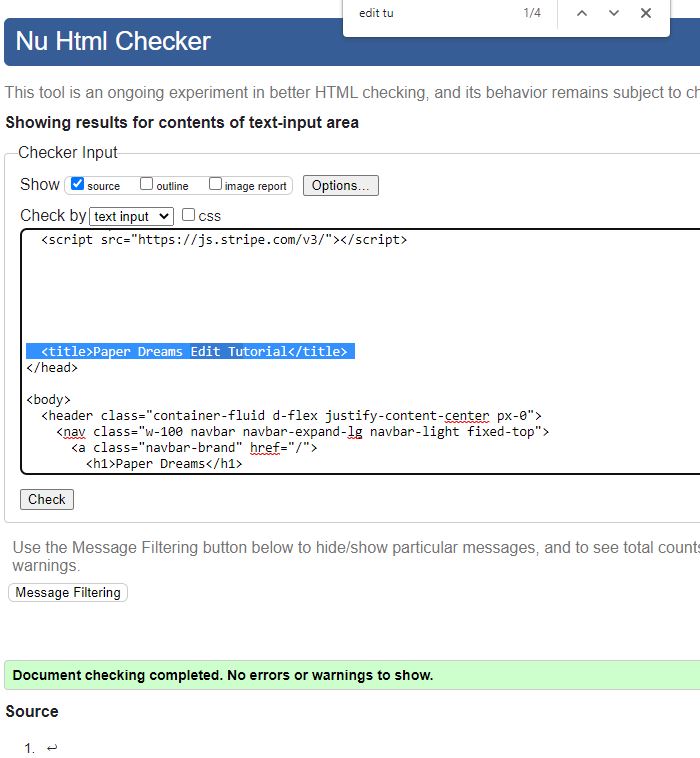 edit tu 1/4
Nu Html Checker
This tool is an ongoing experiment in better HTML checking, and its behavior remains subject to
Showing results for contents of text-input area
Checker Input
Show source outline image report Options...
Check by text input css
<script src="https://js.stripe.com/v3/"></script>
<title>Paper Dreams Edit Tutorial</title>
</head>
<body>
<header class="container-fluid d-flex justify-content-center px-0">
<nav class="w-100 navbar navbar-expand-lg navbar-light fixed-top">
<a class="navbar-brand" href="/">
<h1>Paper Dreams</h1>
Check
Use the Message Filtering button below to hide/show particular messages, and to see total counts
warnings.
Message Filtering
Document checking completed. No errors or warnings to show.
Source
1. ↩